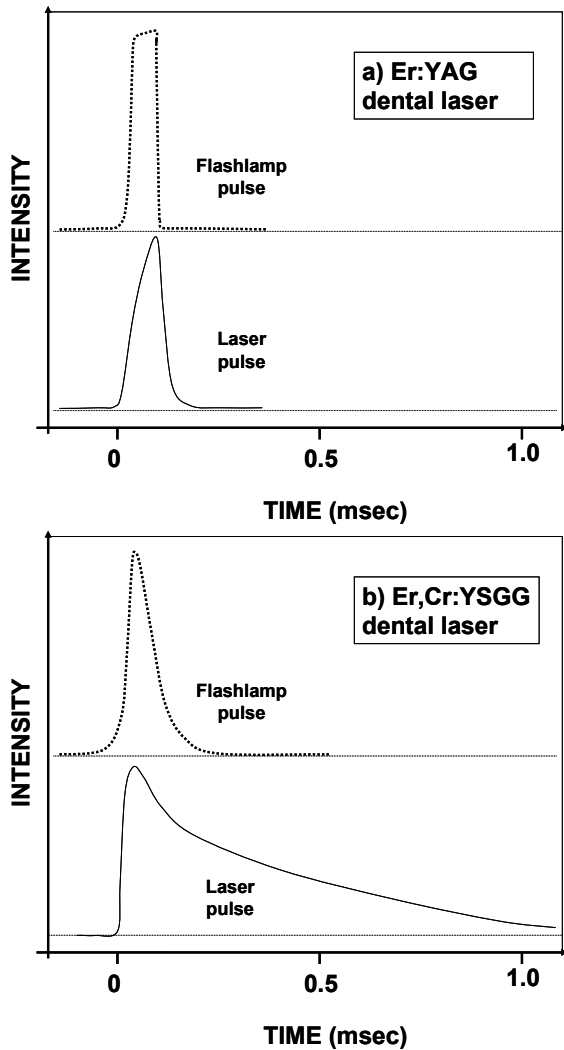 a) Er:YAG
dental laser
Flashlamp
pulse
INTENSITY
Laser
pulse
0
0.5
1.0
TIME (msec)
b) Er,Cr:YSGG
dental laser
Flashlamp
pulse
INTENSITY
Laser
pulse
0
0.5
1.0
TIME (msec)